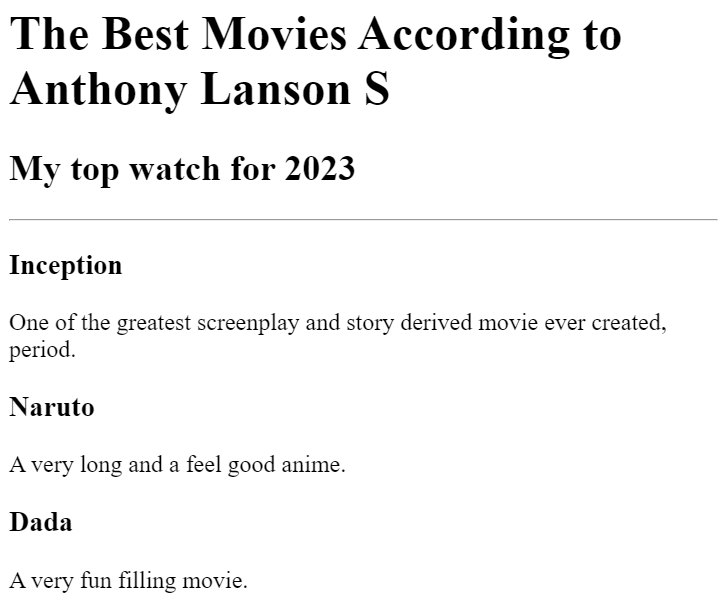 The Best Movies According to
Anthony Lanson S
My top watch for 2023
Inception
One of the greatest screenplay and story derived movie ever created,
period.
Naruto
A very long and a feel good anime.
Dada
A very fun filling movie.